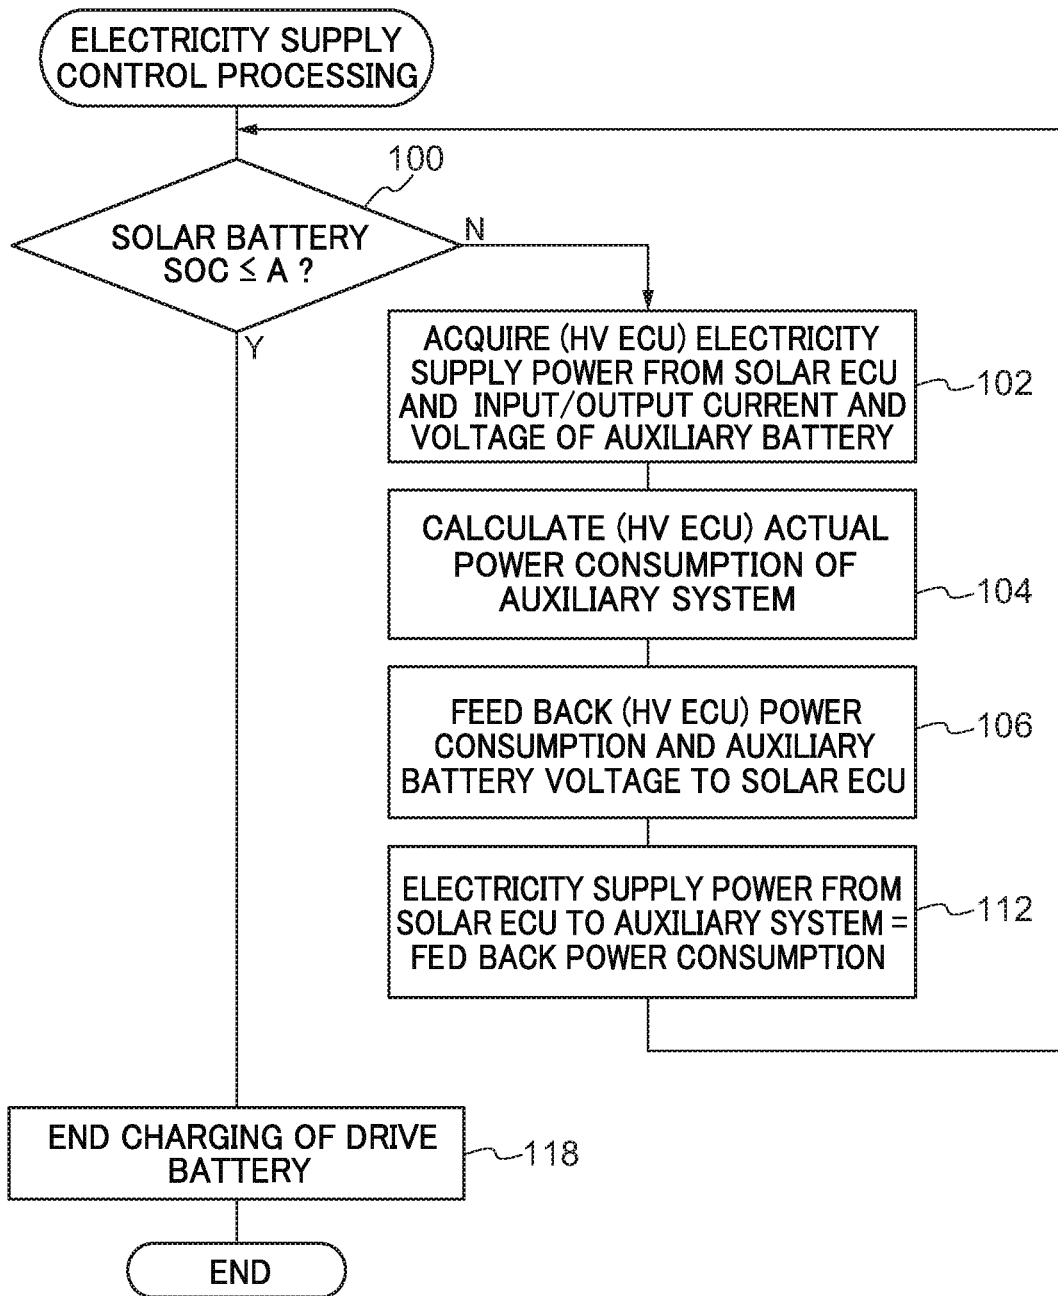 ELECTRICITY SUPPLY
CONTROL PROCESSING
100
SOLAR BATTERY
SOC ≤ A ?
N
Y
ACQUIRE (HV ECU) ELECTRICITY
SUPPLY POWER FROM SOLAR ECU
AND INPUT/OUTPUT CURRENT AND
VOLTAGE OF AUXILIARY BATTERY
102
CALCULATE (HV ECU) ACTUAL
POWER CONSUMPTION OF
AUXILIARY SYSTEM
104
FEED BACK (HV ECU) POWER
CONSUMPTION AND AUXILIARY
BATTERY VOLTAGE TO SOLAR ECU
106
ELECTRICITY SUPPLY POWER FROM
SOLAR ECU TO AUXILIARY SYSTEM =
FED BACK POWER CONSUMPTION
112
END CHARGING OF DRIVE
BATTERY
118
END